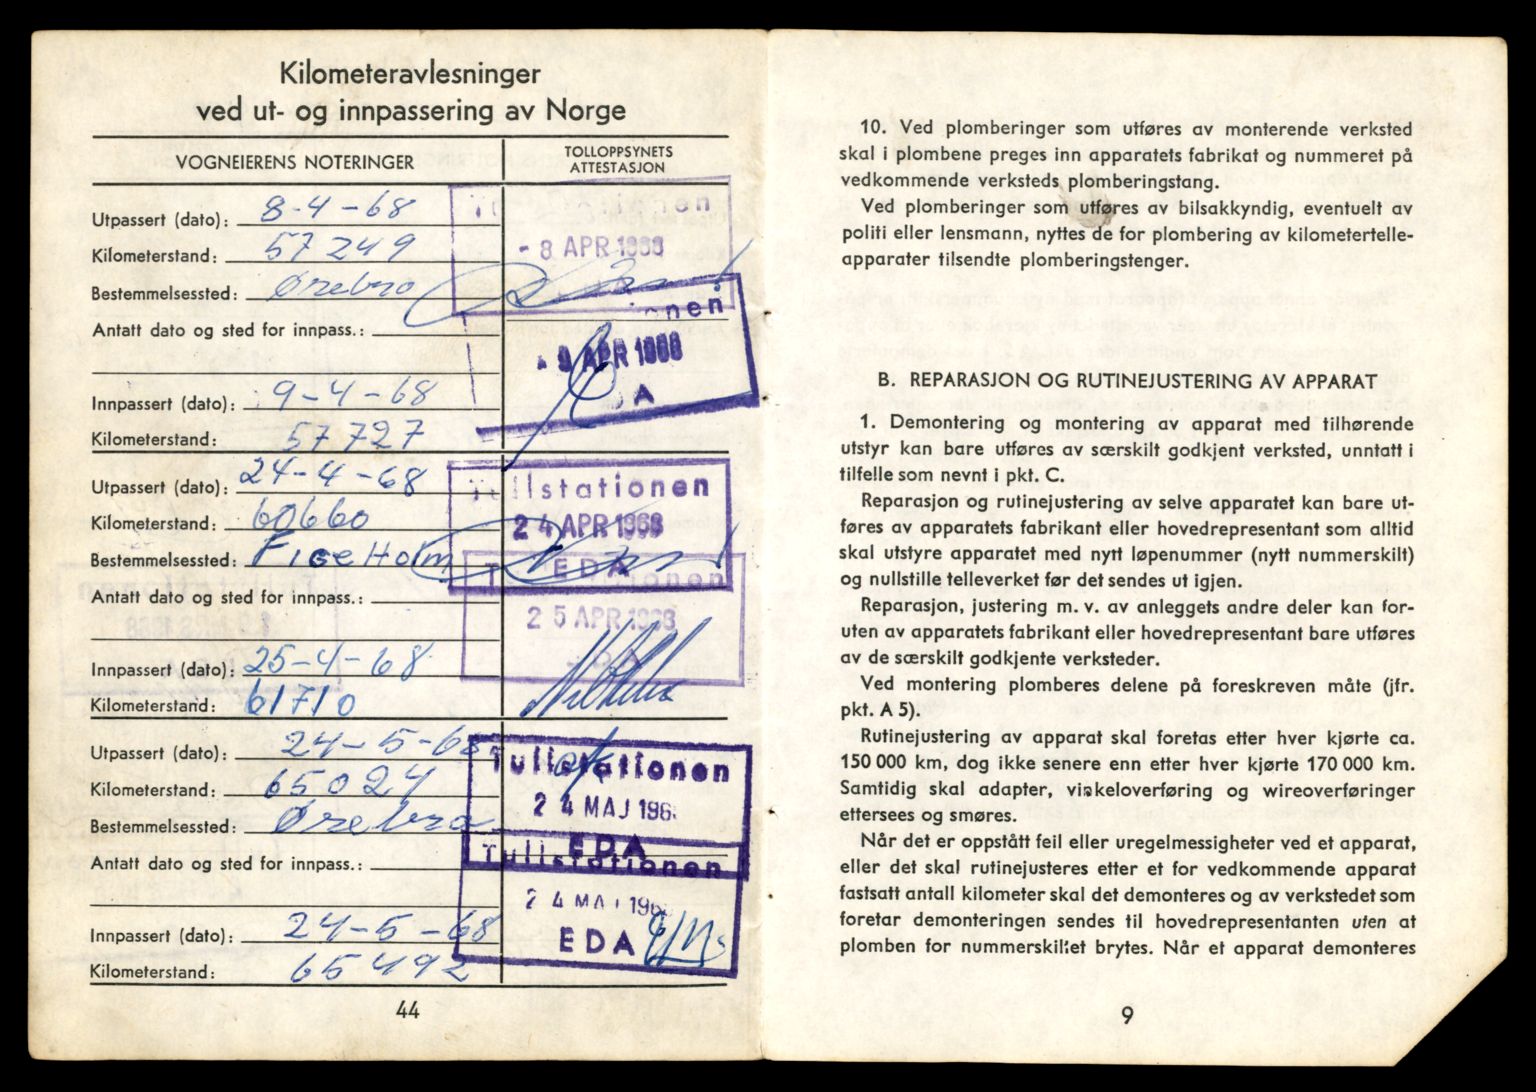 Kilometeravlesninger
ved ut- og innpassering av Norge
VOGNEIERENS NOTERINGER
TOLLOPPSYNETS
ATTESTASJON
Utpassert (dato): 8-4-68
Kilometerstand: 57249
Bestemmelsessted: Ørebro
Antatt dato og sted for innpass.:
Innpassert (dato): 9-4-68
Kilometerstand: 57727
- 8 APR 1968
onen
9 APR 1968
DA
Utpassert (dato): 24-4-68
Kilometerstand: 60660
Bestemmelsessted: FigeHolm
Antatt dato og sted for innpass.:
Innpassert (dato): 25-4-68
Kilometerstand: 61710
Tullstationen
24 APR 1968
EDA
25 APR 1968
Utpassert (dato): 24-5-68
Kilometerstand: 65024
Bestemmelsessted: Ørebro
Antatt dato og sted for innpass.:
Innpassert (dato): 24-5-68
Kilometerstand: 65492
Tullstationen
24 MAJ 1968
EDA
Tullstationen
24 MAJ 196
EDA
44
10. Ved plomberinger som utføres av monterende verksted
skal i plombene preges inn apparatets fabrikat og nummeret på
vedkommende verksteds plomberingstang.
Ved plomberinger som utføres av bilsakkyndig, eventuelt av
politi eller lensmann, nyttes de for plombering av kilometertelle-
apparater tilsendte plomberingstenger.
B. REPARASJON OG RUTINEJUSTERING AV APPARAT
1. Demontering og montering av apparat med tilhørende
utstyr kan bare utføres av særskilt godkjent verksted, unntatt i
tilfelle som nevnt i pkt. C.
Reparasjon og rutinejustering av selve apparatet kan bare ut-
føres av apparatets fabrikant eller hovedrepresentant som alltid
skal utstyre apparatet med nytt løpenummer (nytt nummerskilt)
og nullstille telleverket før det sendes ut igjen.
Reparasjon, justering m. v. av anleggets andre deler kan for-
uten av apparatets fabrikant eller hovedrepresentant bare utføres
av de særskilt godkjente verksteder.
Ved montering plomberes delene på foreskreven måte (jfr.
pkt. A 5).
Rutinejustering av apparat skal foretas etter hver kjørte ca.
150 000 km, dog ikke senere enn etter hver kjørte 170 000 km.
Samtidig skal adapter, vinkeloverføring og wireoverføringer
ettersees og smøres.
Når det er oppstått feil eller uregelmessigheter ved et apparat,
eller det skal rutinejusteres etter et for vedkommende apparat
fastsatt antall kilometer skal det demonteres og av verkstedet som
foretar demonteringen sendes til hovedrepresentanten uten at
plomben for nummerskiltet brytes. Når et apparat demonteres
9